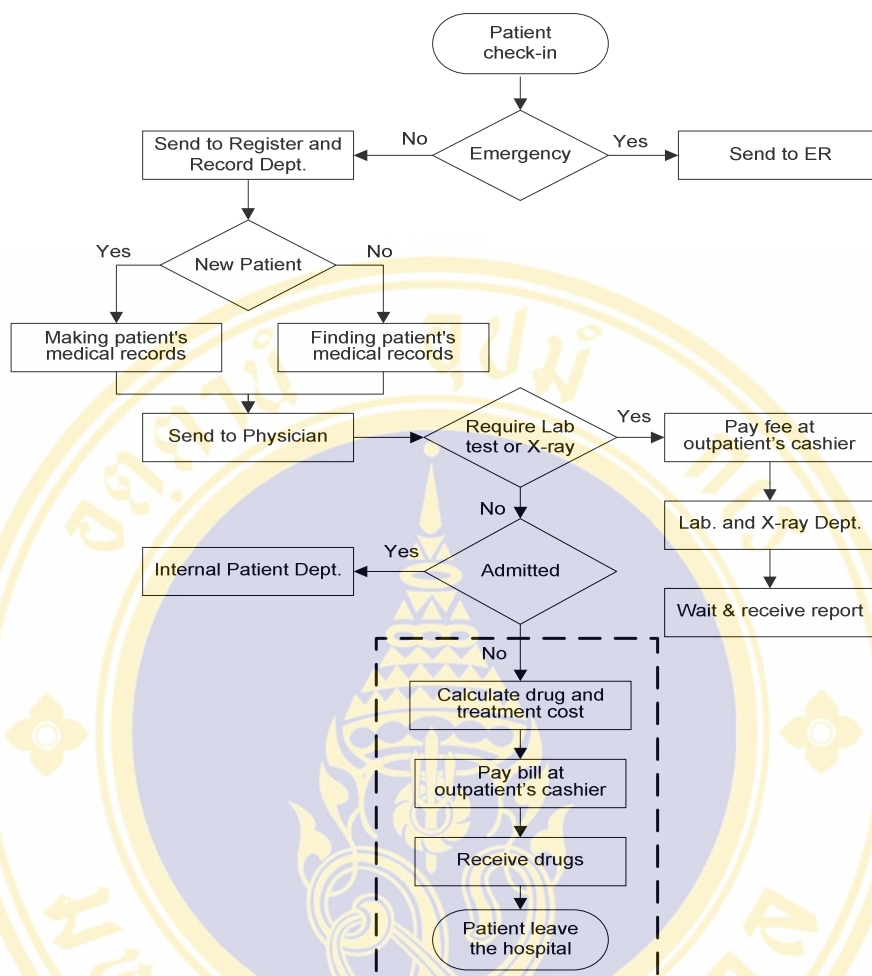 Patient
check-in
Emergency
No
Yes
Send to Register and
Record Dept.
Send to ER
New Patient
Yes
No
Making patient's
medical records
Finding patient's
medical records
Send to Physician
Require Lab
test or X-ray
Yes
Pay fee at
outpatient's cashier
No
Lab. and X-ray Dept.
Admitted
Yes
Internal Patient Dept.
Wait & receive report
No
Calculate drug and
treatment cost
Pay bill at
outpatient's cashier
Receive drugs
Patient leave
the hospital